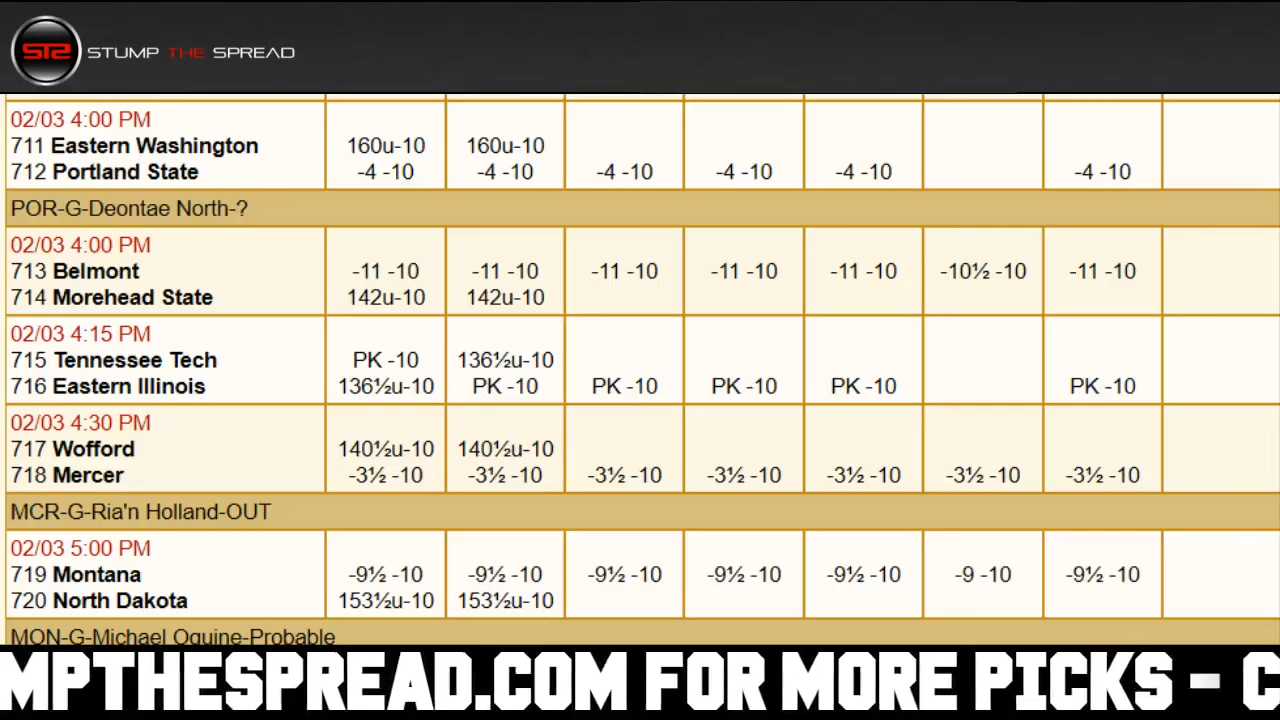 STS STUMP THE SPREAD
02/03 4:00 PM
711 Eastern Washington 160u-10 160u-10
712 Portland State -4 -10 -4 -10 -4 -10 -4 -10 -4 -10 -4 -10
POR-G-Deontae North-?
02/03 4:00 PM
713 Belmont -11 -10 -11 -10 -11 -10 -11 -10 -11 -10 -10½ -10 -11 -10
714 Morehead State 142u-10 142u-10
02/03 4:15 PM
715 Tennessee Tech PK -10 136½u-10
716 Eastern Illinois 136½u-10 PK -10 PK -10 PK -10 PK -10 PK -10
02/03 4:30 PM
717 Wofford 140½u-10 140½u-10
718 Mercer -3½ -10 -3½ -10 -3½ -10 -3½ -10 -3½ -10 -3½ -10 -3½ -10
MCR-G-Ria'n Holland-OUT
02/03 5:00 PM
719 Montana -9½ -10 -9½ -10 -9½ -10 -9½ -10 -9½ -10 -9 -10 -9½ -10
720 North Dakota 153½u-10 153½u-10
MON-G-Michael Oguine-Probable
MPTHESPREAD.COM FOR MORE PICKS - C